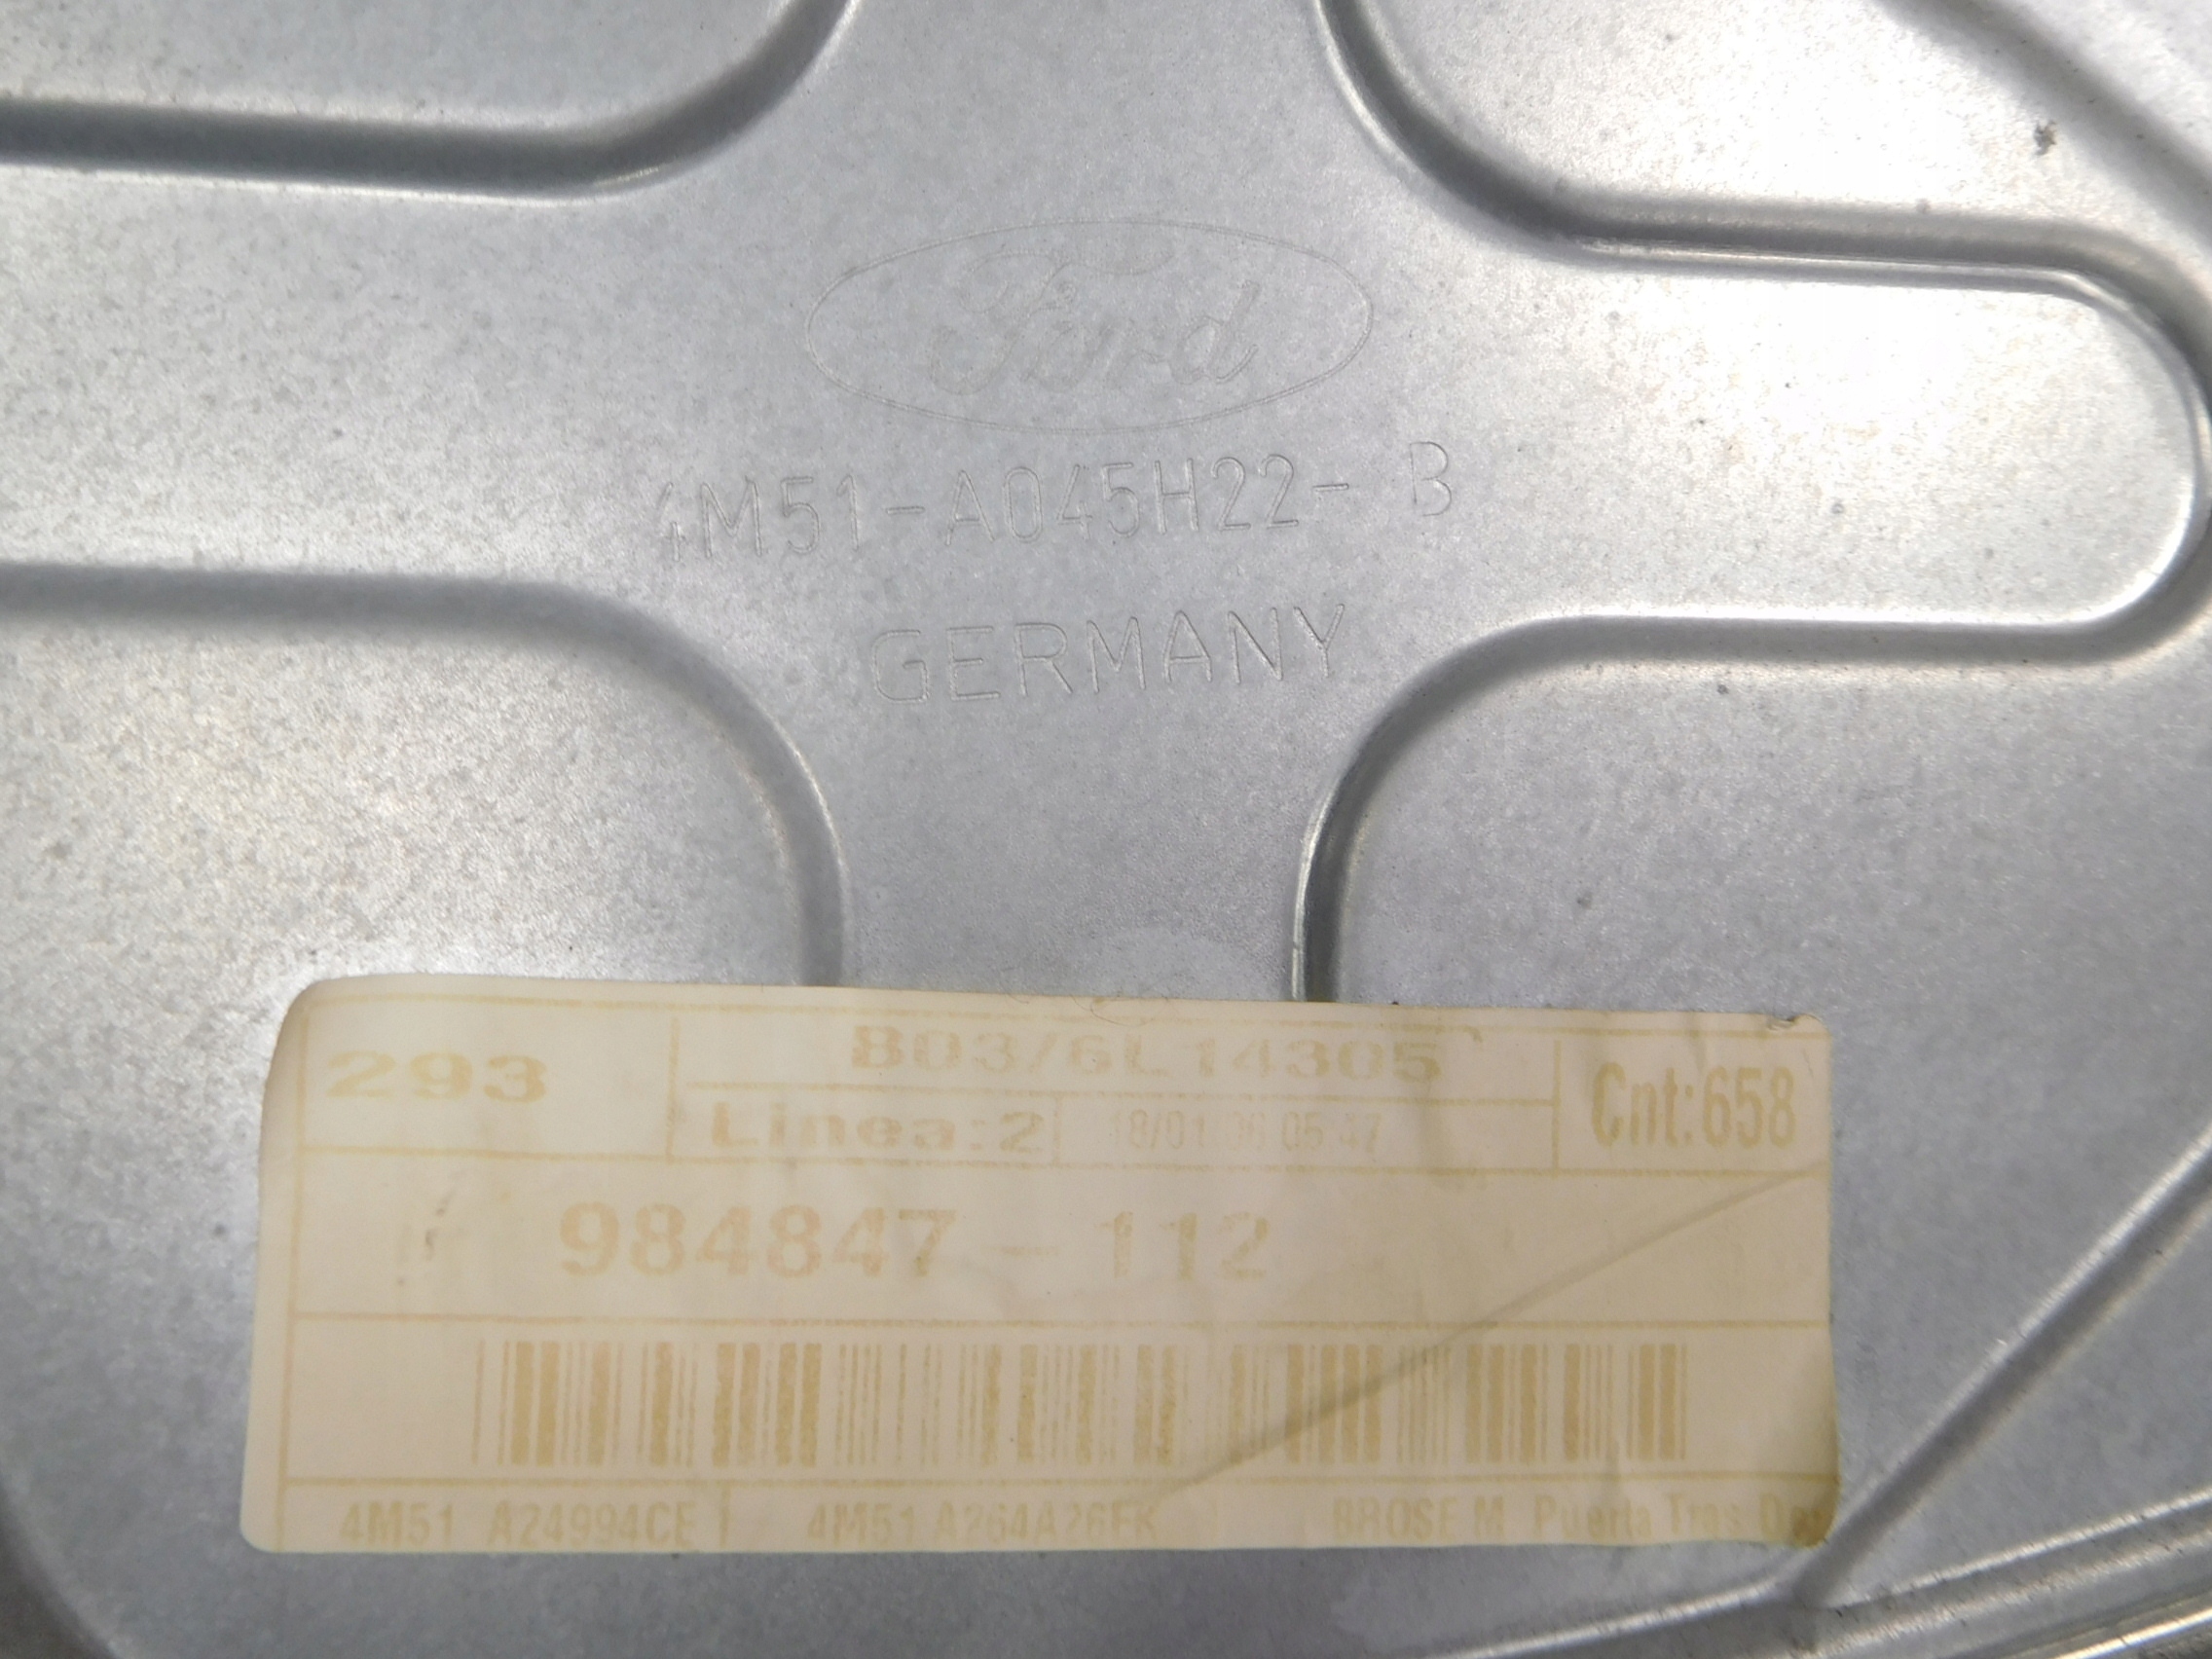 Ford
4M51-A045H22- B
GERMANY
293
B03/6L14305
Linea:2
18/01 06 05 47
Cnt:658
984847-112
4M51 A24994CE
4M51 A264A26FK
BROSE M Puerta Tras